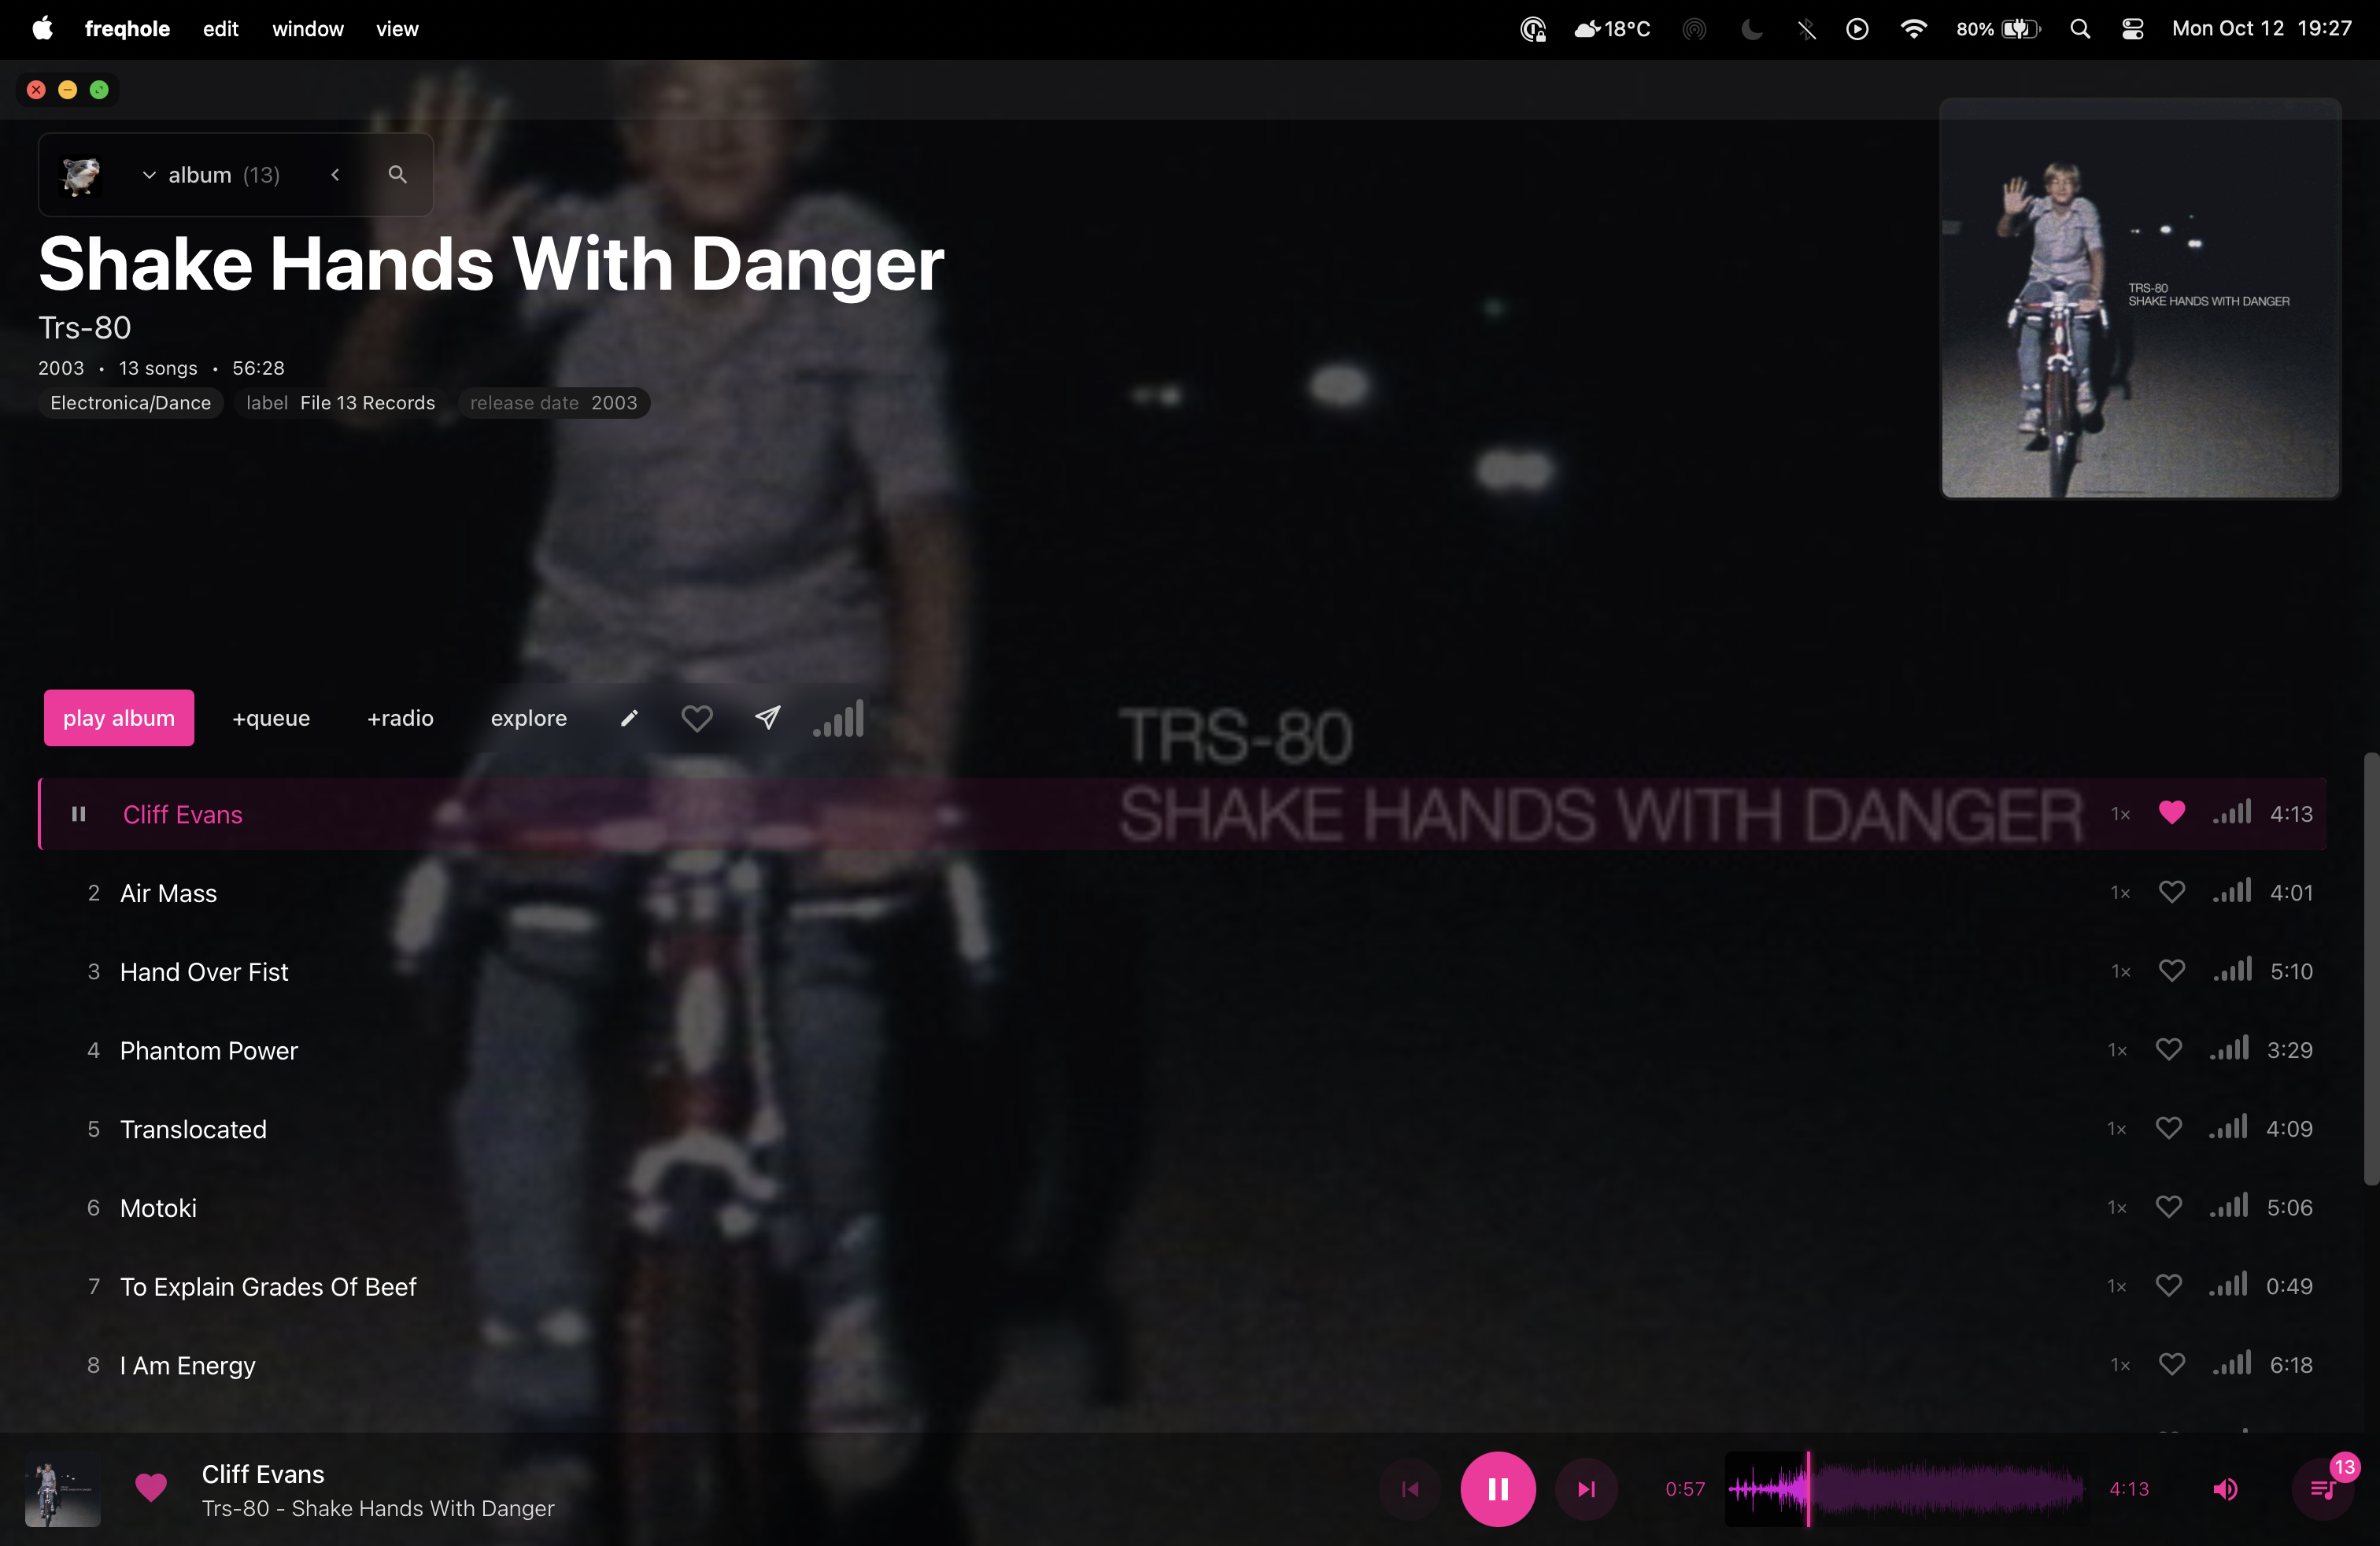 freqhole edit window view 18°C 80% Mon Oct 12 19:27
album (13)
Shake Hands With Danger
Trs-80
2003 • 13 songs • 56:28
Electronica/Dance label File 13 Records release date 2003
TRS-80
SHAKE HANDS WITH DANGER
play album +queue +radio explore
TRS-80
SHAKE HANDS WITH DANGER
Cliff Evans 1x 4:13
2 Air Mass 1x 4:01
3 Hand Over Fist 1x 5:10
4 Phantom Power 1x 3:29
5 Translocated 1x 4:09
6 Motoki 1x 5:06
7 To Explain Grades Of Beef 1x 0:49
8 I Am Energy 1x 6:18
Cliff Evans
Trs-80 - Shake Hands With Danger
0:57 4:13 13